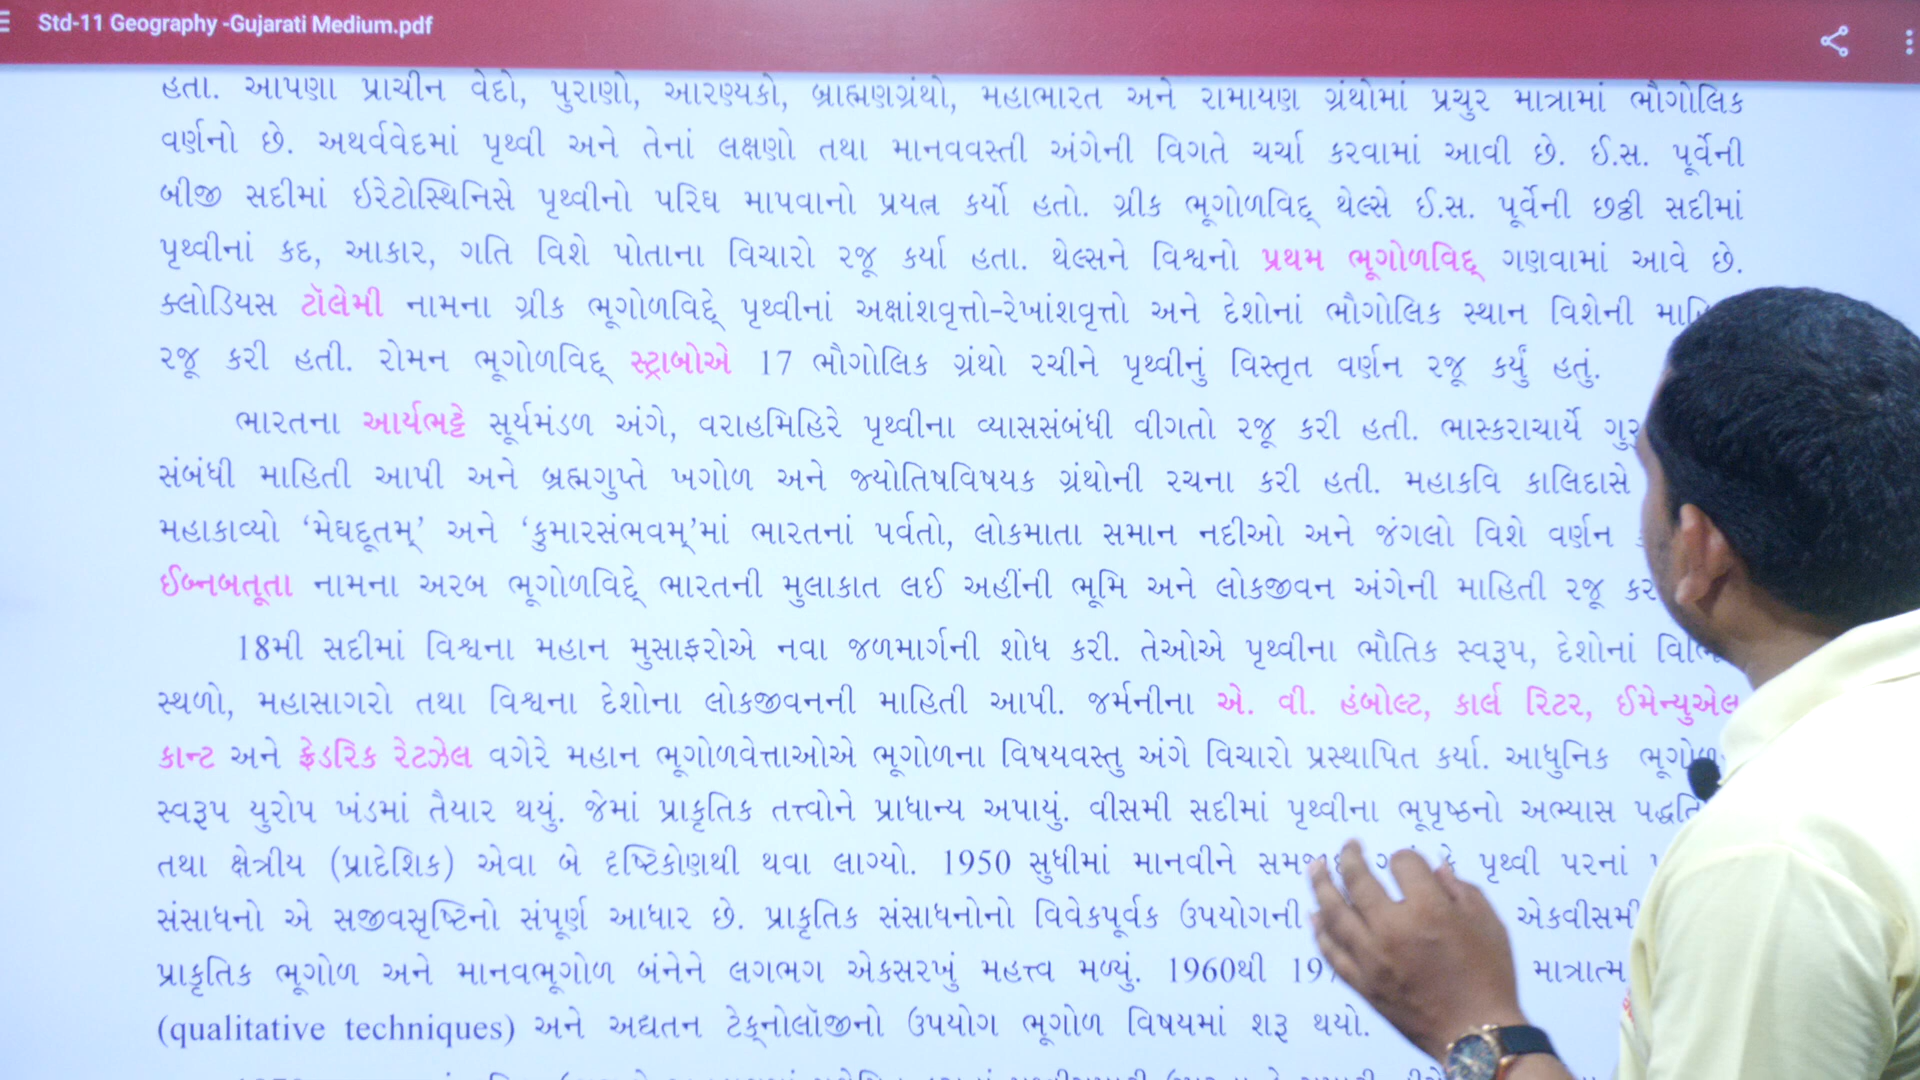 Std-11 Geography -Gujarati Medium.pdf
હતા. આપણા પ્રાચીન વેદો, પુરાણો, આરણ્યકો, બ્રાહ્મણગ્રંથો, મહાભારત અને રામાયણ ગ્રંથોમાં પ્રચુર માત્રામાં ભૌગોલિક
વર્ણનો છે. અથર્વવેદમાં પૃથ્વી અને તેનાં લક્ષણો તથા માનવવસ્તી અંગેની વિગતે ચર્ચા કરવામાં આવી છે. ઈ.સ. પૂર્વેની
બીજી સદીમાં ઇરેટોસ્થિનિસે પૃથ્વીનો પરિઘ માપવાનો પ્રયત્ન કર્યો હતો. ગ્રીક ભૂગોળવિદ્ થેલ્સે ઈ.સ. પૂર્વેની છઠ્ઠી સદીમાં
પૃથ્વીનાં કદ, આકાર, ગતિ વિશે પોતાના વિચારો રજૂ કર્યા હતા. થેલ્સને વિશ્વનો પ્રથમ ભૂગોળવિદ્ ગણવામાં આવે છે.
ક્લોડિયસ ટૉલેમી નામના ગ્રીક ભૂગોળવિદ્દે પૃથ્વીનાં અક્ષાંશવૃત્તો-રેખાંશવૃત્તો અને દેશોનાં ભૌગોલિક સ્થાન વિશેની
રજૂ કરી હતી. રોમન ભૂગોળવિદ્ સ્ટ્રાબોએ 17 ભૌગોલિક ગ્રંથો રચીને પૃથ્વીનું વિસ્તૃત વર્ણન રજૂ કર્યું હતું.
ભારતના આર્યભટ્ટે સૂર્યમંડળ અંગે, વરાહમિહિરે પૃથ્વીના વ્યાસસંબંધી વીગતો રજૂ કરી હતી. ભાસ્કરાચાર્યે
સંબંધી માહિતી આપી અને બ્રહ્મગુપ્તે ખગોળ અને જ્યોતિષવિષયક ગ્રંથોની રચના કરી હતી. મહાકવિ કાલિદાસે
મહાકાવ્યો ‘મેઘદૂતમ્’ અને ‘કુમારસંભવમ્’માં ભારતનાં પર્વતો, લોકમાતા સમાન નદીઓ અને જંગલો વિશે વર્ણન
ઈબ્નબતૂતા નામના અરબ ભૂગોળવિદ્દે ભારતની મુલાકાત લઈ અહીંની ભૂમિ અને લોકજીવન અંગેની માહિતી રજૂ
18મી સદીમાં વિશ્વના મહાન મુસાફરોએ નવા જળમાર્ગની શોધ કરી. તેઓએ પૃથ્વીના ભૌતિક સ્વરૂપ, દેશોનાં
સ્થળો, મહાસાગરો તથા વિશ્વના દેશોના લોકજીવનની માહિતી આપી. જર્મનીના એ. વી. હંબોલ્ટ, કાર્લ રિટર, ઈમેન્યુએલ
કાન્ટ અને ફ્રેડરિક રેટઝેલ વગેરે મહાન ભૂગોળવેત્તાઓએ ભૂગોળના વિષયવસ્તુ અંગે વિચારો પ્રસ્થાપિત કર્યા. આધુનિક
સ્વરૂપ યુરોપ ખંડમાં તૈયાર થયું. જેમાં પ્રાકૃતિક તત્ત્વોને પ્રાધાન્ય અપાયું. વીસમી સદીમાં પૃથ્વીના ભૂપૃષ્ઠનો અભ્યાસ
તથા ક્ષેત્રીય (પ્રાદેશિક) એવા બે દૃષ્ટિકોણથી થવા લાગ્યો. 1950 સુધીમાં માનવીને પૃથ્વી પરનાં
સંસાધનો એ સજીવસૃષ્ટિનો સંપૂર્ણ આધાર છે. પ્રાકૃતિક સંસાધનોનો વિવેકપૂર્વક ઉપયોગની
પ્રાકૃતિક ભૂગોળ અને માનવભૂગોળ બંનેને લગભગ એકસરખું મહત્ત્વ મળ્યું. 1960થી
(qualitative techniques) અને અદ્યતન ટેક્નોલૉજીનો ઉપયોગ ભૂગોળ વિષયમાં શરૂ થયો.